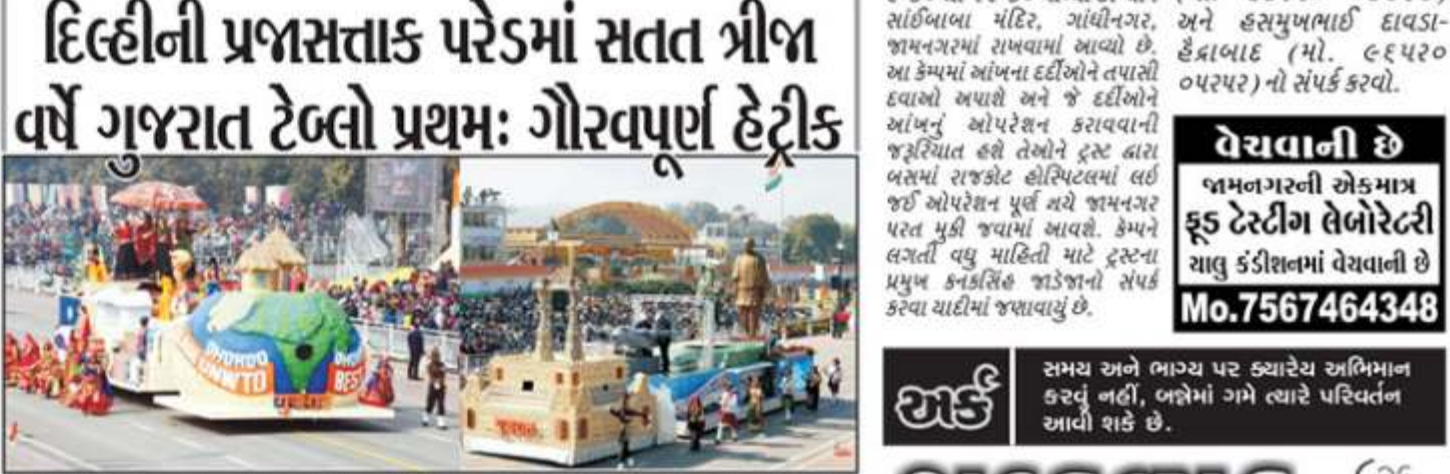 દિલ્હીની પ્રજાસત્તાક પરેડમાં સતત ત્રીજા
વર્ષે ગુજરાત ટેબ્લો પ્રથમઃ ગૌરવપૂર્ણ હેટ્રીક
DHORDO
UNWTO
BEST
ગુજરાત
સાંઈબાબા મંદિર, ગાંધીનગર,
જામનગરમાં રાખવામાં આવ્યો છે.
આ કેમ્પમાં આંખના દર્દીઓને તપાસી
દવાઓ અપાશે અને જે દર્દીઓને
આંખનું ઓપરેશન કરાવવાની
જરૂરિયાત હશે તેઓને ટ્રસ્ટ દ્વારા
બસમાં રાજકોટ હોસ્પિટલમાં લઈ
જઈ ઓપરેશન પૂર્ણ થયે જામનગર
પરત મુકી જવામાં આવશે. કેમ્પને
લગતી વધુ માહિતી માટે ટ્રસ્ટના
પ્રમુખ કનકસિંહ જાડેજાનો સંપર્ક
કરવા યાદીમાં જણાવાયું છે.
અને હસમુખભાઈ દાવડા-
હૈદ્રાબાદ (મો. ૯૬૫૨૦
૦૫૨૫૨) નો સંપર્ક કરવો.
વેચવાની છે
જામનગરની એકમાત્ર
ફૂડ ટેસ્ટીંગ લેબોરેટરી
ચાલુ કંડીશનમાં વેચવાની છે
Mo.7567464348
અર્ક
સમય અને ભાગ્ય પર ક્યારેય અભિમાન
કરવું નહીં, બન્નેમાં ગમે ત્યારે પરિવર્તન
આવી શકે છે.